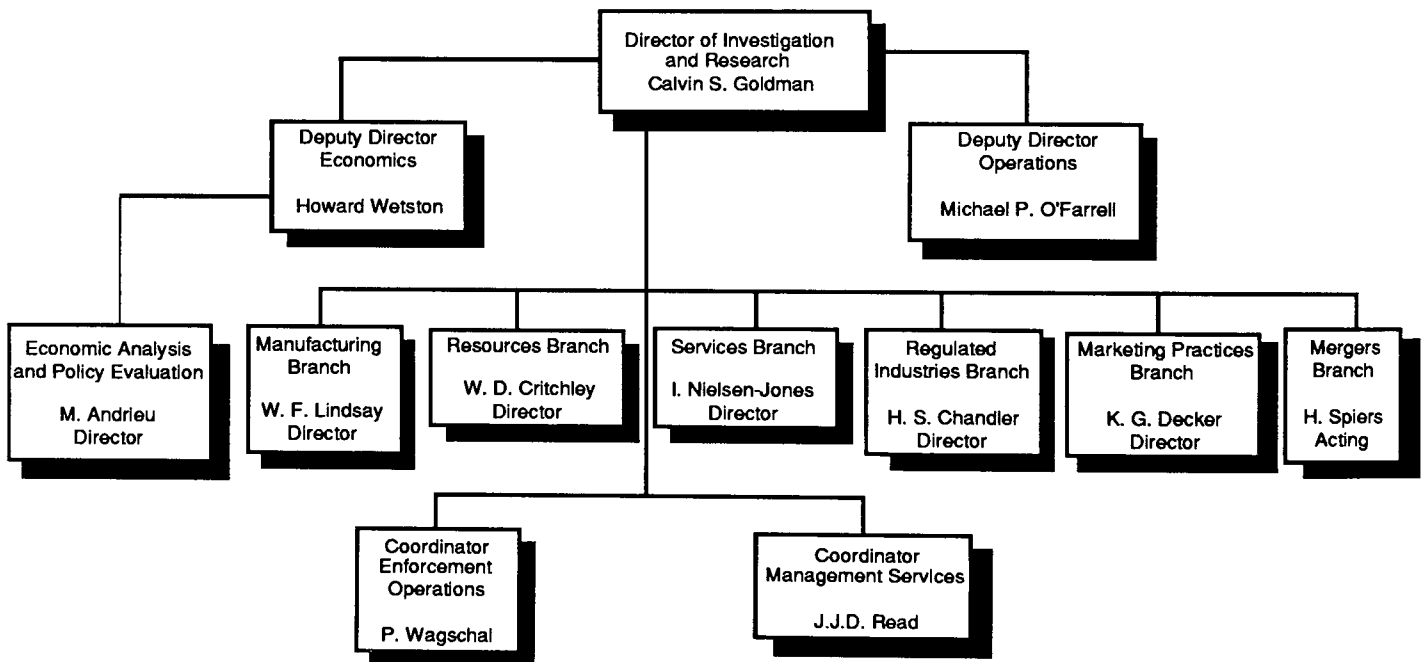 Director of Investigation
and Research
Calvin S. Goldman
Deputy Director
Economics
Howard Wetston
Deputy Director
Operations
Michael P. O'Farrell
Economic Analysis
and Policy Evaluation
M. Andrieu
Director
Manufacturing
Branch
W. F. Lindsay
Director
Resources Branch
W. D. Critchley
Director
Services Branch
I. Nielsen-Jones
Director
Regulated
Industries Branch
H. S. Chandler
Director
Marketing Practices
Branch
K. G. Decker
Director
Mergers
Branch
H. Spiers
Acting
Coordinator
Enforcement
Operations
P. Wagschal
Coordinator
Management Services
J.J.D. Read